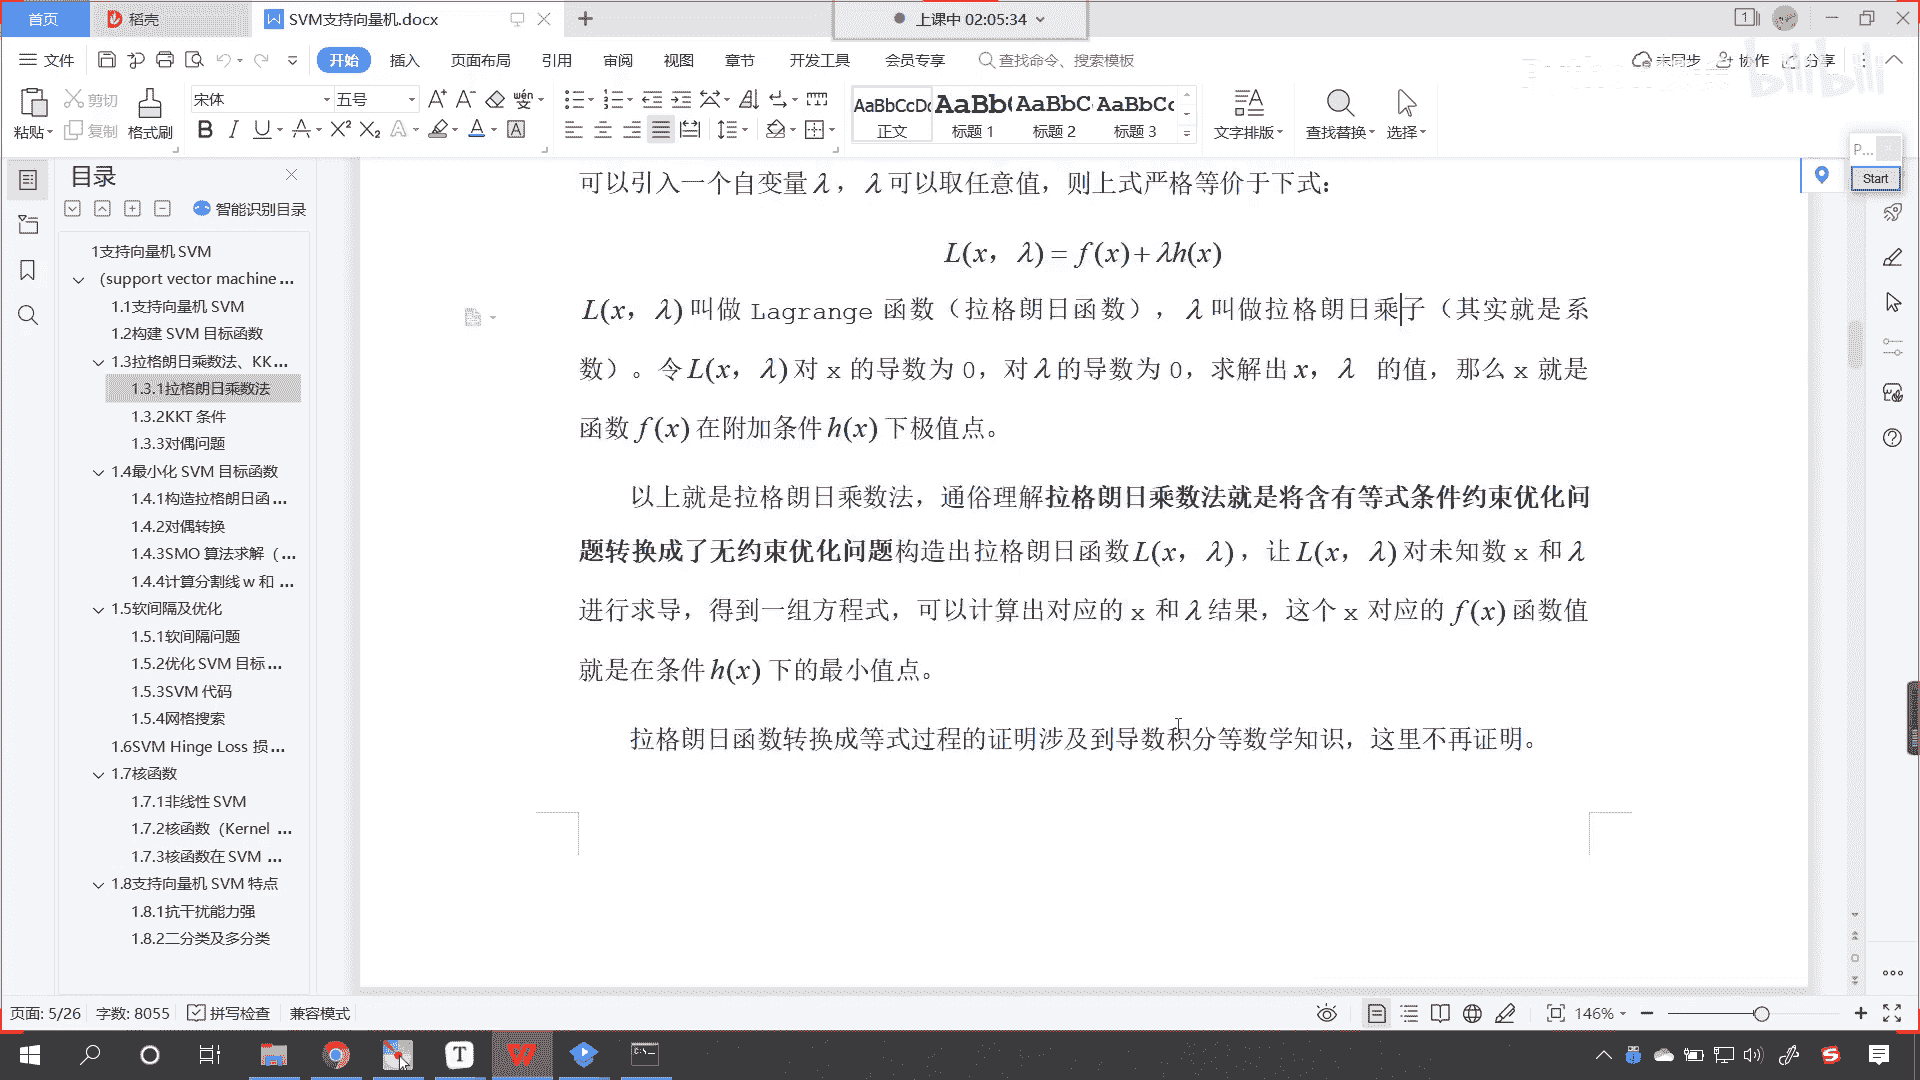 首页
稻壳
SVM支持向量机.docx
上课中 02:05:34
文件
开始
插入
页面布局
引用
审阅
视图
章节
开发工具
会员专享
查找命令、搜索模板
未同步
协作
分享
粘贴
剪切
复制
格式刷
宋体
五号
AaBbCcDc
正文
AaBb(
标题 1
AaBbC
标题 2
AaBbCc
标题 3
文字排版
查找替换
选择
P...
Start
目录
智能识别目录
1支持向量机 SVM
（support vector machine ...
1.1支持向量机 SVM
1.2构建 SVM 目标函数
1.3拉格朗日乘数法、KK...
1.3.1拉格朗日乘数法
1.3.2KKT 条件
1.3.3对偶问题
1.4最小化 SVM 目标函数
1.4.1构造拉格朗日函 ...
1.4.2对偶转换
1.4.3SMO 算法求解（ ...
1.4.4计算分割线 w 和 ...
1.5软间隔及优化
1.5.1软间隔问题
1.5.2优化 SVM 目标 ...
1.5.3SVM 代码
1.5.4网格搜索
1.6SVM Hinge Loss 损 ...
1.7核函数
1.7.1非线性 SVM
1.7.2核函数（Kernel ...
1.7.3核函数在 SVM ...
1.8支持向量机 SVM 特点
1.8.1抗干扰能力强
1.8.2二分类及多分类
可以引入一个自变量λ，λ可以取任意值，则上式严格等价于下式：
L(x，λ) = f(x) + λh(x)
L(x，λ)叫做 Lagrange 函数（拉格朗日函数），λ叫做拉格朗日乘子（其实就是系
数）。令L(x，λ)对 x 的导数为 0，对λ的导数为 0，求解出x，λ 的值，那么 x 就是
函数f(x)在附加条件h(x)下极值点。
以上就是拉格朗日乘数法，通俗理解拉格朗日乘数法就是将含有等式条件约束优化问
题转换成了无约束优化问题构造出拉格朗日函数L(x，λ)，让L(x，λ)对未知数 x 和λ
进行求导，得到一组方程式，可以计算出对应的 x 和λ结果，这个 x 对应的f(x)函数值
就是在条件h(x)下的最小值点。
拉格朗日函数转换成等式过程的证明涉及到导数积分等数学知识，这里不再证明。
页面: 5/26
字数: 8055
拼写检查
兼容模式
146%